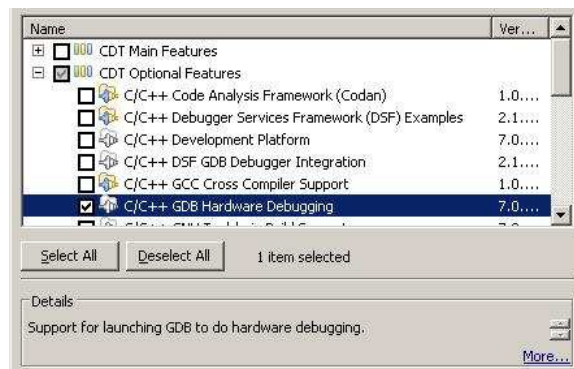 Name Ver...
CDT Main Features
CDT Optional Features
C/C++ Code Analysis Framework (Codan) 1.0....
C/C++ Debugger Services Framework (DSF) Examples 2.1....
C/C++ Development Platform 7.0....
C/C++ DSF GDB Debugger Integration 2.1....
C/C++ GCC Cross Compiler Support 1.0....
C/C++ GDB Hardware Debugging 7.0....
Select All Deselect All 1 item selected
Details
Support for launching GDB to do hardware debugging.
More...